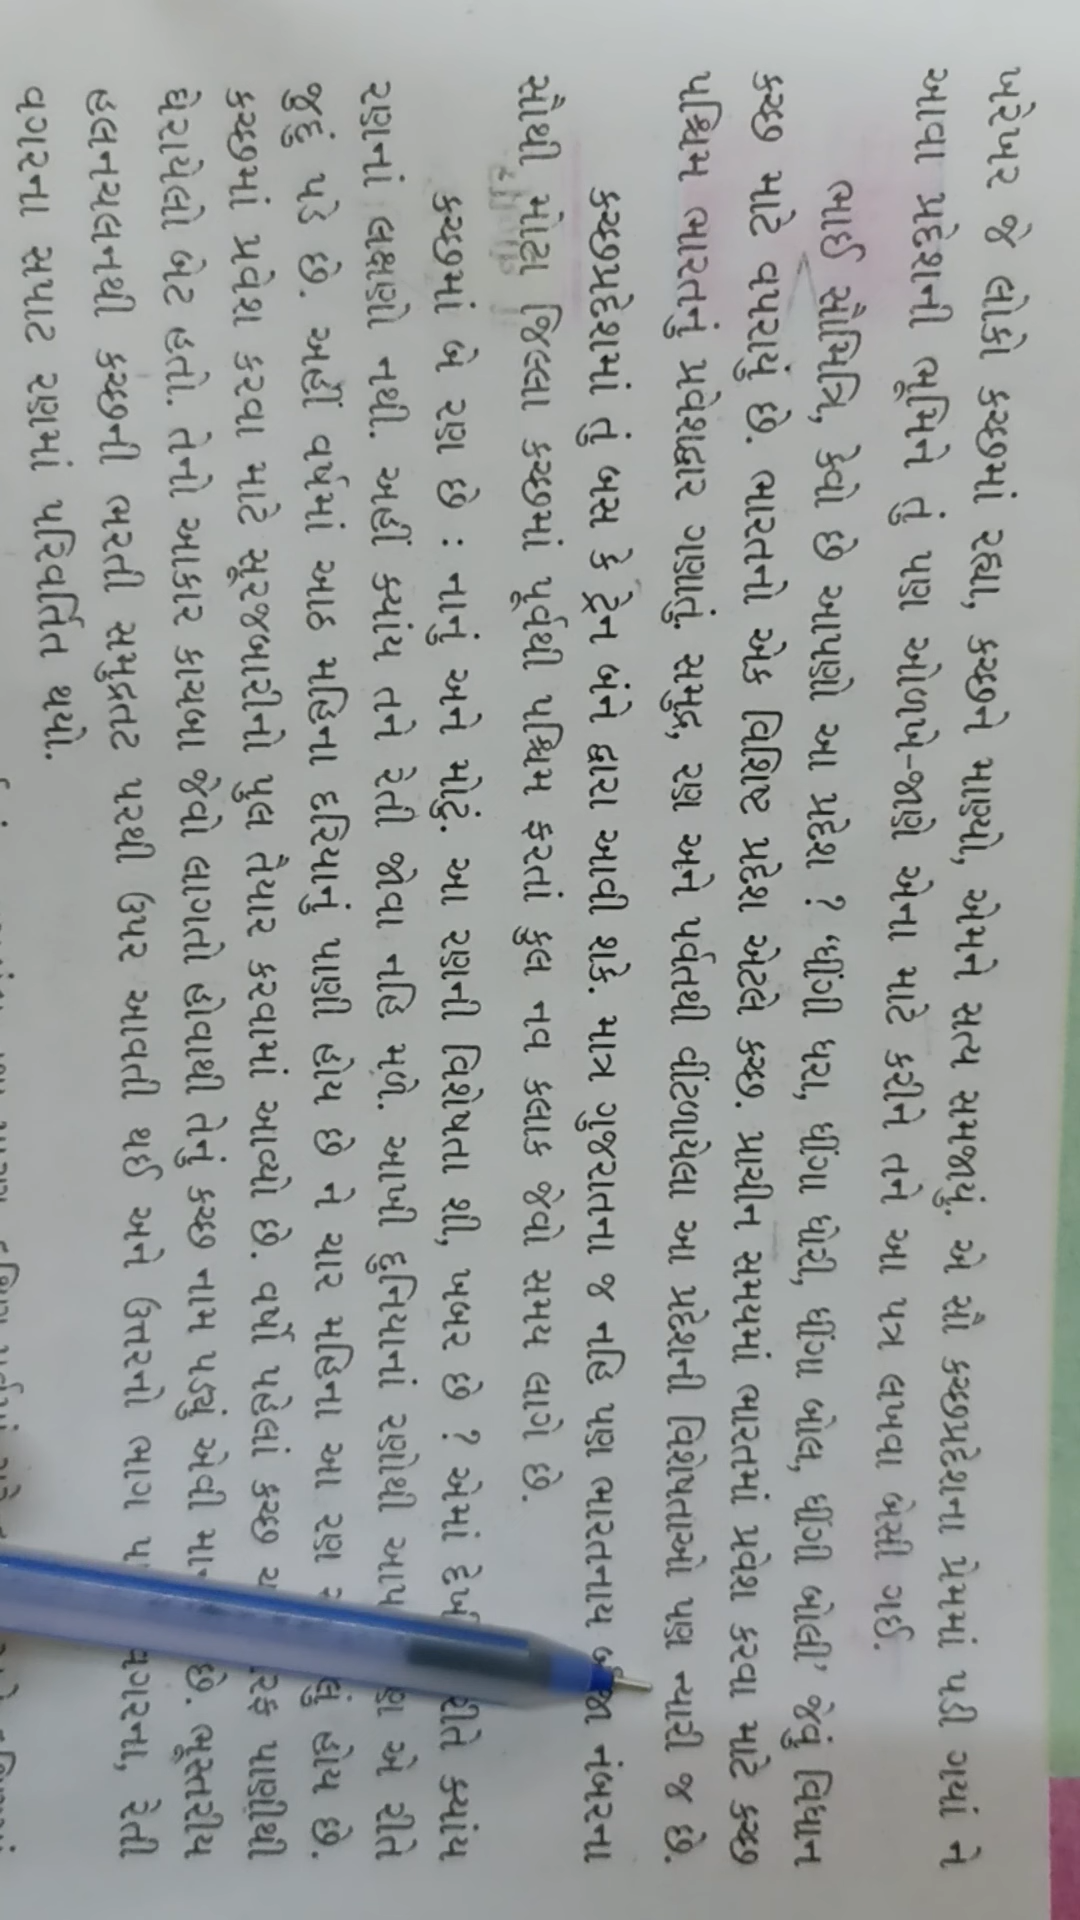 ખરેખર જે લોકો કચ્છમાં રહ્યા, કચ્છને માણ્યો, એમને સત્ય સમજાયું. એ સૌ કચ્છપ્રદેશના પ્રેમમાં પડી ગયાં ને
આવા પ્રદેશની ભૂમિને તું પણ ઓળખે-જાણે એના માટે કરીને તને આ પત્ર લખવા બેસી ગઈ.
ભાઈ સૌમિત્રિ, કેવો છે આપણો આ પ્રદેશ ? ‘ધીંગી ધરા, ધીંગા ધોરી, ધીંગા બોલ, ધીંગી બોલી’ જેવું વિધાન
કચ્છ માટે વપરાયું છે. ભારતનો એક વિશિષ્ટ પ્રદેશ એટલે કચ્છ. પ્રાચીન સમયમાં ભારતમાં પ્રવેશ કરવા માટે કચ્છ
પશ્ચિમ ભારતનું પ્રવેશદ્વાર ગણાતું. સમુદ્ર, રણ અને પર્વતથી વીંટળાયેલા આ પ્રદેશની વિશેષતાઓ પણ ન્યારી જ છે.
કચ્છપ્રદેશમાં તું બસ કે ટ્રેન બંને દ્વારા આવી શકે. માત્ર ગુજરાતના જ નહિ પણ ભારતનાય નંબરના
સૌથી મોટા જિલ્લા કચ્છમાં પૂર્વથી પશ્ચિમ ફરતાં કુલ નવ કલાક જેવો સમય લાગે છે.
કચ્છમાં બે રણ છે : નાનું અને મોટું. આ રણની વિશેષતા શી, ખબર છે ? એમાં ક્યાંય
રણનાં લક્ષણો નથી. અહીં ક્યાંય તને રેતી જોવા નહિ મળે. આખી દુનિયાનાં રણોથી એ રીતે
જુદું પડે છે. અહીં વર્ષમાં આઠ મહિના દરિયાનું પાણી હોય છે ને ચાર મહિના આ રણ હોય છે.
કચ્છમાં પ્રવેશ કરવા માટે સૂરજબારીનો પુલ તૈયાર કરવામાં આવ્યો છે. વર્ષો પહેલાં કચ્છ પાણીથી
ઘેરાયેલો બેટ હતો. તેનો આકાર કાચબા જેવો લાગતો હોવાથી તેનું કચ્છ નામ પડ્યું એવી છે. ભૂસ્તરીય
હલનચલનથી કચ્છની ભરતી સમુદ્રતટ પરથી ઉપર આવતી થઈ અને ઉત્તરનો ભાગ વગરના, રેતી
વગરના સપાટ રણમાં પરિવર્તિત થયો.